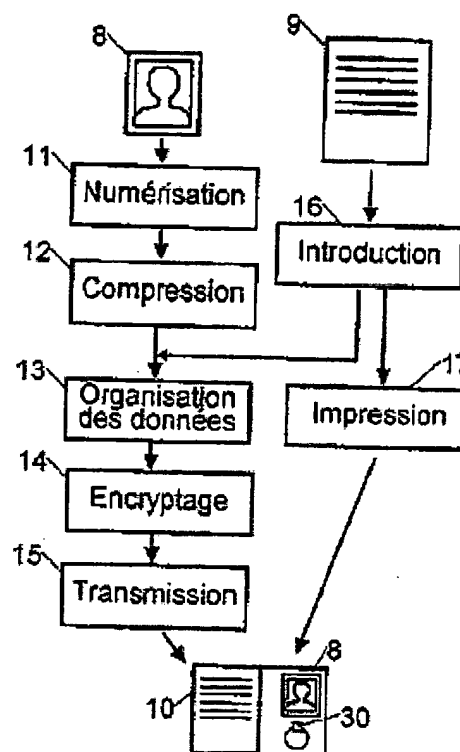 8
9
11
Numérisation
16
Introduction
12
Compression
13
Organisation
des données
17
Impression
14
Encryptage
15
Transmission
8
10
30